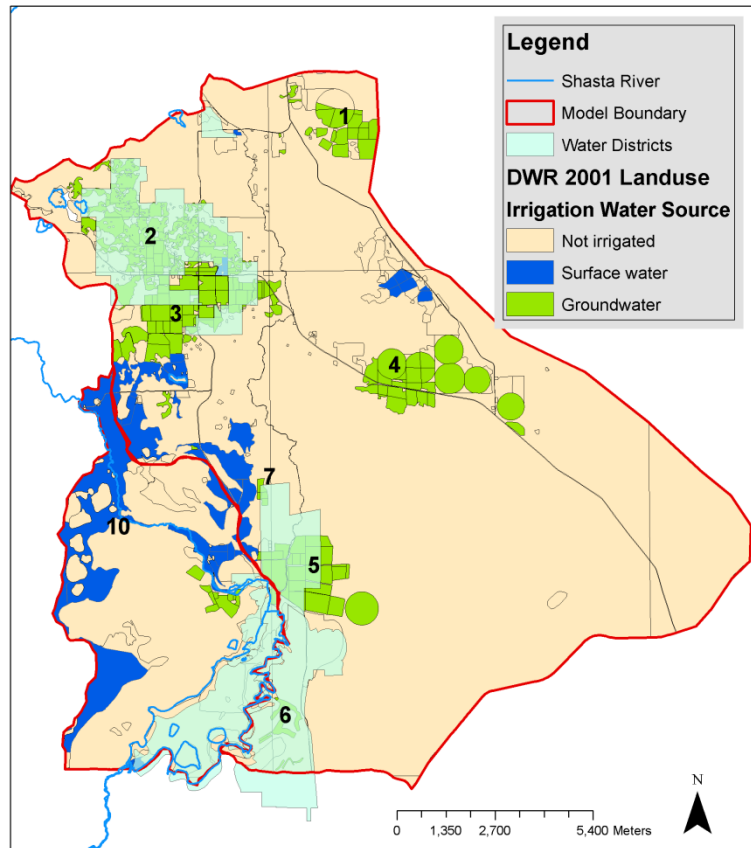 Legend
Shasta River
Model Boundary
Water Districts
DWR 2001 Landuse
Irrigation Water Source
Not irrigated
Surface water
Groundwater
1
2
3
4
7
10
5
6
N
0 1,350 2,700 5,400 Meters